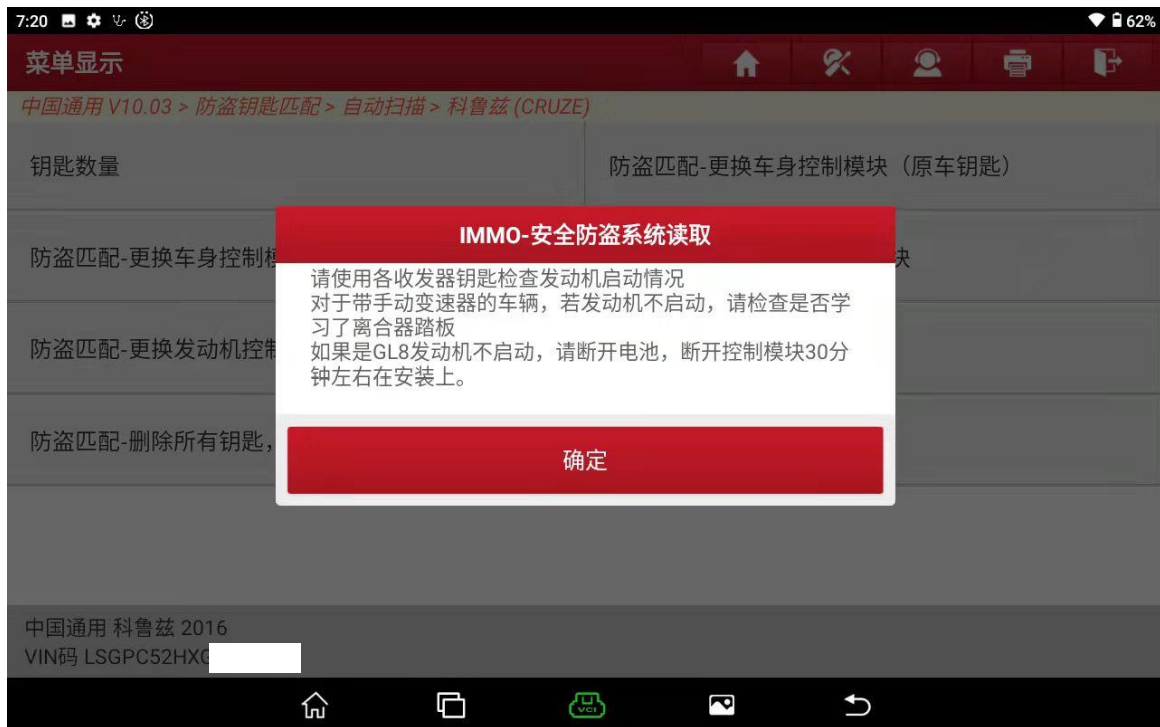 7:20
62%
菜单显示
中国通用 V10.03 > 防盗钥匙匹配 > 自动扫描 > 科鲁兹 (CRUZE)
钥匙数量
防盗匹配-更换车身控制模块（原车钥匙）
防盗匹配-更换车身控制模
块
防盗匹配-更换发动机控制
防盗匹配-删除所有钥匙，
IMMO-安全防盗系统读取
请使用各收发器钥匙检查发动机启动情况
对于带手动变速器的车辆，若发动机不启动，请检查是否学
习了离合器踏板
如果是GL8发动机不启动，请断开电池，断开控制模块30分
钟左右在安装上。
确定
中国通用 科鲁兹 2016
VIN码 LSGPC52HXG
VCI